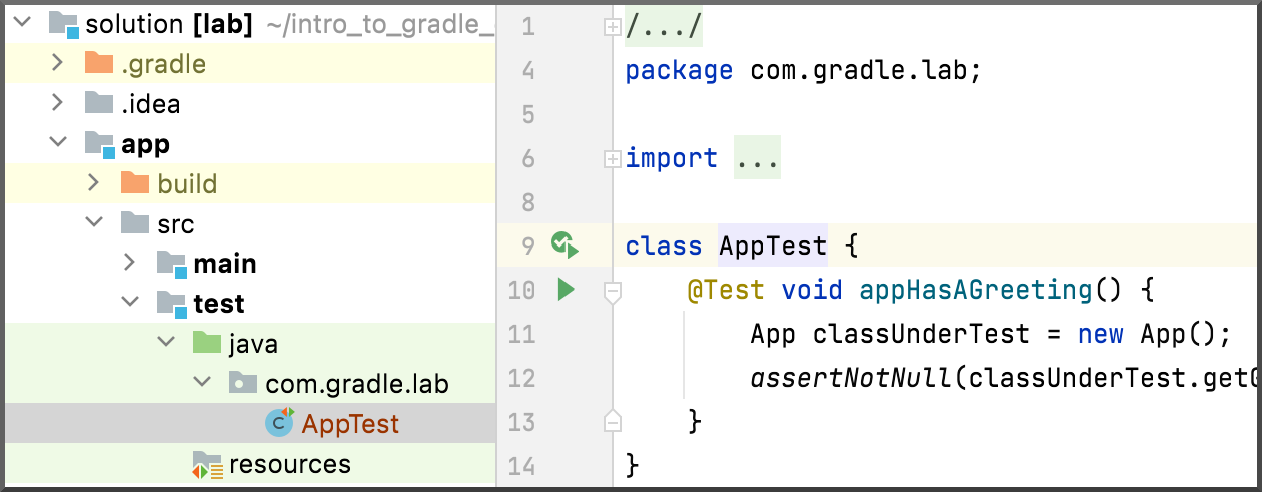 solution [lab] ~/intro_to_gradle_
.gradle
.idea
app
build
src
main
test
java
com.gradle.lab
C AppTest
resources
1 /.../
4 package com.gradle.lab;
5
6 import ...
8
9 class AppTest {
10 @Test void appHasAGreeting() {
11 App classUnderTest = new App();
12 assertNotNull(classUnderTest.get
13 }
14 }